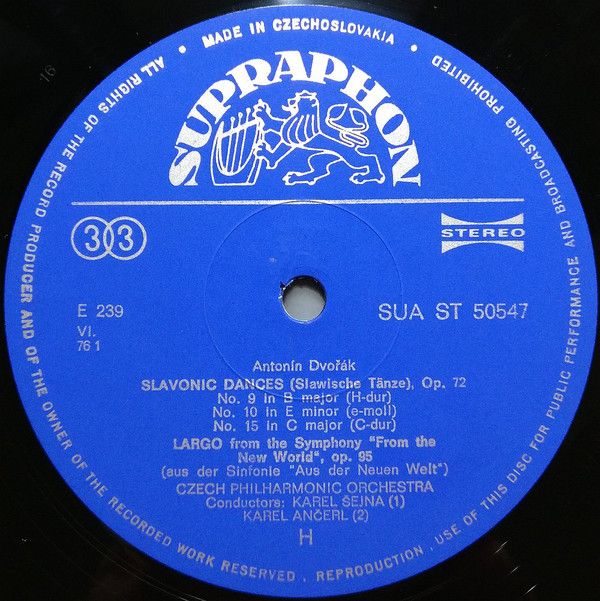 ALL RIGHTS OF THE RECORD PRODUCER AND OF THE OWNER OF THE RECORDED WORK RESERVED . REPRODUCTION . USE OF THIS DISC FOR PUBLIC PERFORMANCE AND BROADCASTING PROHIBITED
• MADE IN CZECHOSLOVAKIA •
SUPRAPHON
33
STEREO
E 239
SUA ST 50547
VI.
76 1
Antonín Dvořák
SLAVONIC DANCES (Slawische Tänze), Op. 72
No. 9 in B major (H-dur)
No. 10 in E minor (e-moll)
No. 15 in C major (C-dur)
LARGO from the Symphony "From the
New World", op. 95
(aus der Sinfonie "Aus der Neuen Welt")
CZECH PHILHARMONIC ORCHESTRA
Conductors: KAREL ŠEJNA (1)
KAREL ANČERL (2)
H
16